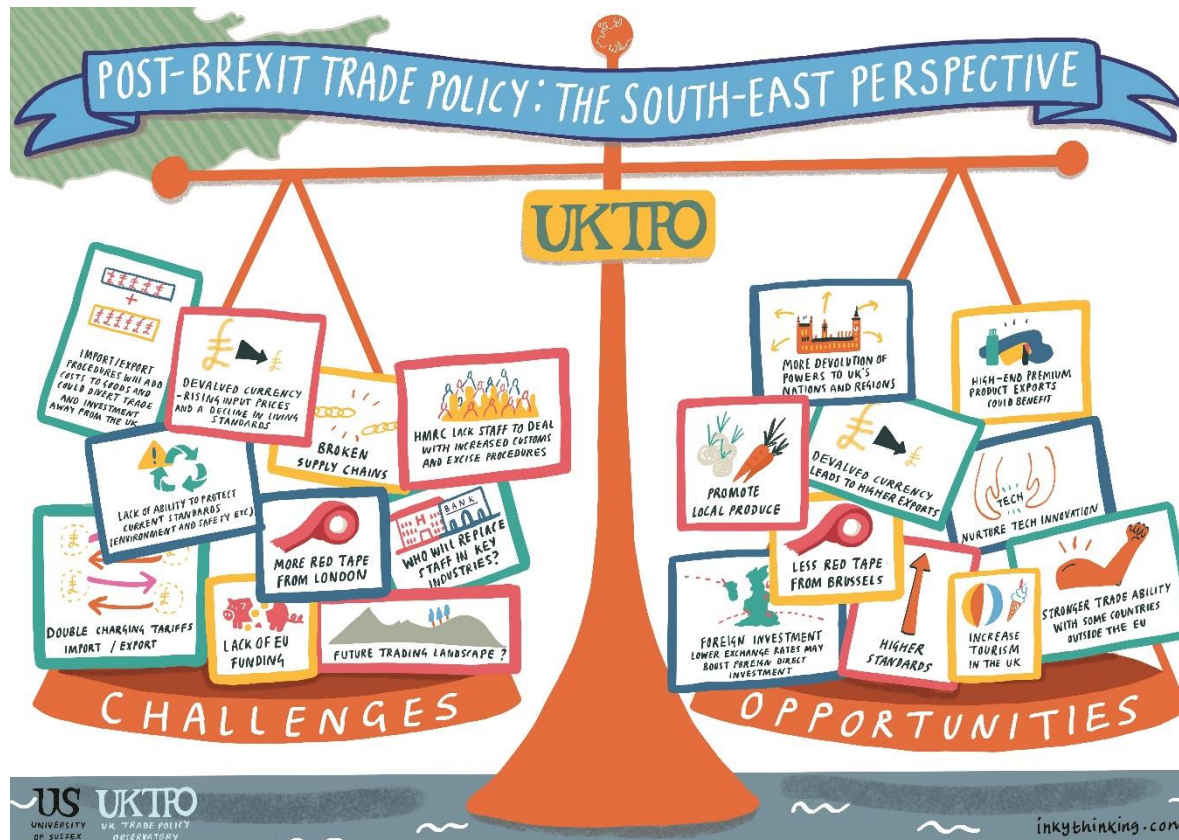 POST-BREXIT TRADE POLICY: THE SOUTH-EAST PERSPECTIVE
UKTPO
£££££
+
££££££
IMPORT/EXPORT
PROCEDURES WILL ADD
COSTS TO GOODS AND
COULD DIVERT TRADE
AND INVESTMENT
AWAY FROM THE UK
£ £
DEVALUED CURRENCY
-RISING INPUT PRICES
AND A DECLINE IN LIVING
STANDARDS
BROKEN
SUPPLY CHAINS
HMRC LACK STAFF TO DEAL
WITH INCREASED CUSTOMS
AND EXCISE PROCEDURES
!
LACK OF ABILITY TO PROTECT
CURRENT STANDARDS
(ENVIRONMENT AND SAFETY ETC)
MORE RED TAPE
FROM LONDON
BANK
WHO WILL REPLACE
STAFF IN KEY
INDUSTRIES?
£
£ £
£ £
DOUBLE CHARGING TARIFFS
IMPORT / EXPORT
LACK OF EU
FUNDING
FUTURE TRADING LANDSCAPE ?
CHALLENGES
MORE DEVOLUTION OF
POWERS TO UK'S
NATIONS AND REGIONS
HIGH-END PREMIUM
PRODUCT EXPORTS
COULD BENEFIT
PROMOTE
LOCAL PRODUCE
£ £
DEVALUED CURRENCY
LEADS TO HIGHER EXPORTS
TECH
NURTURE TECH INNOVATION
LESS RED TAPE
FROM BRUSSELS
FOREIGN INVESTMENT
LOWER EXCHANGE RATES MAY
BOOST FOREIGN DIRECT
INVESTMENT
HIGHER
STANDARDS
INCREASE
TOURISM
IN THE UK
STRONGER TRADE ABILITY
WITH SOME COUNTRIES
OUTSIDE THE EU
OPPORTUNITIES
US
UNIVERSITY
OF SUSSEX
UKTPO
UK TRADE POLICY
OBSERVATORY
inkythinking.com